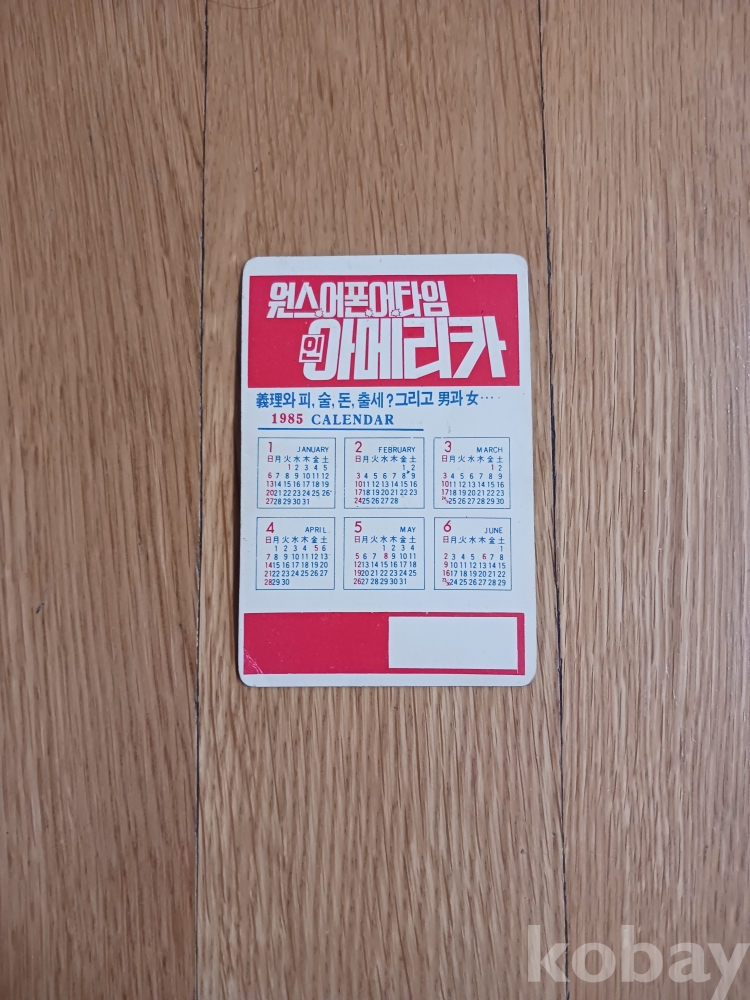 원스.어폰.어.타임
인 아메리카
義理와 피, 술, 돈, 출세? 그리고 男과 女…
1985 CALENDAR
1 JANUARY
日 月 火 水 木 金 土
1 2 3 4 5
6 7 8 9 10 11 12
13 14 15 16 17 18 19
20 21 22 23 24 25 26
27 28 29 30 31
2 FEBRUARY
日 月 火 水 木 金 土
1 2
3 4 5 6 7 8 9
10 11 12 13 14 15 16
17 18 19 20 21 22 23
24 25 26 27 28
3 MARCH
日 月 火 水 木 金 土
1 2
3 4 5 6 7 8 9
10 11 12 13 14 15 16
17 18 19 20 21 22 23
24/31 25 26 27 28 29 30
4 APRIL
日 月 火 水 木 金 土
1 2 3 4 5 6
7 8 9 10 11 12 13
14 15 16 17 18 19 20
21 22 23 24 25 26 27
28 29 30
5 MAY
日 月 火 水 木 金 土
1 2 3 4
5 6 7 8 9 10 11
12 13 14 15 16 17 18
19 20 21 22 23 24 25
26 27 28 29 30 31
6 JUNE
日 月 火 水 木 金 土
1
2 3 4 5 6 7 8
9 10 11 12 13 14 15
16 17 18 19 20 21 22
23/30 24 25 26 27 28 29
kobay